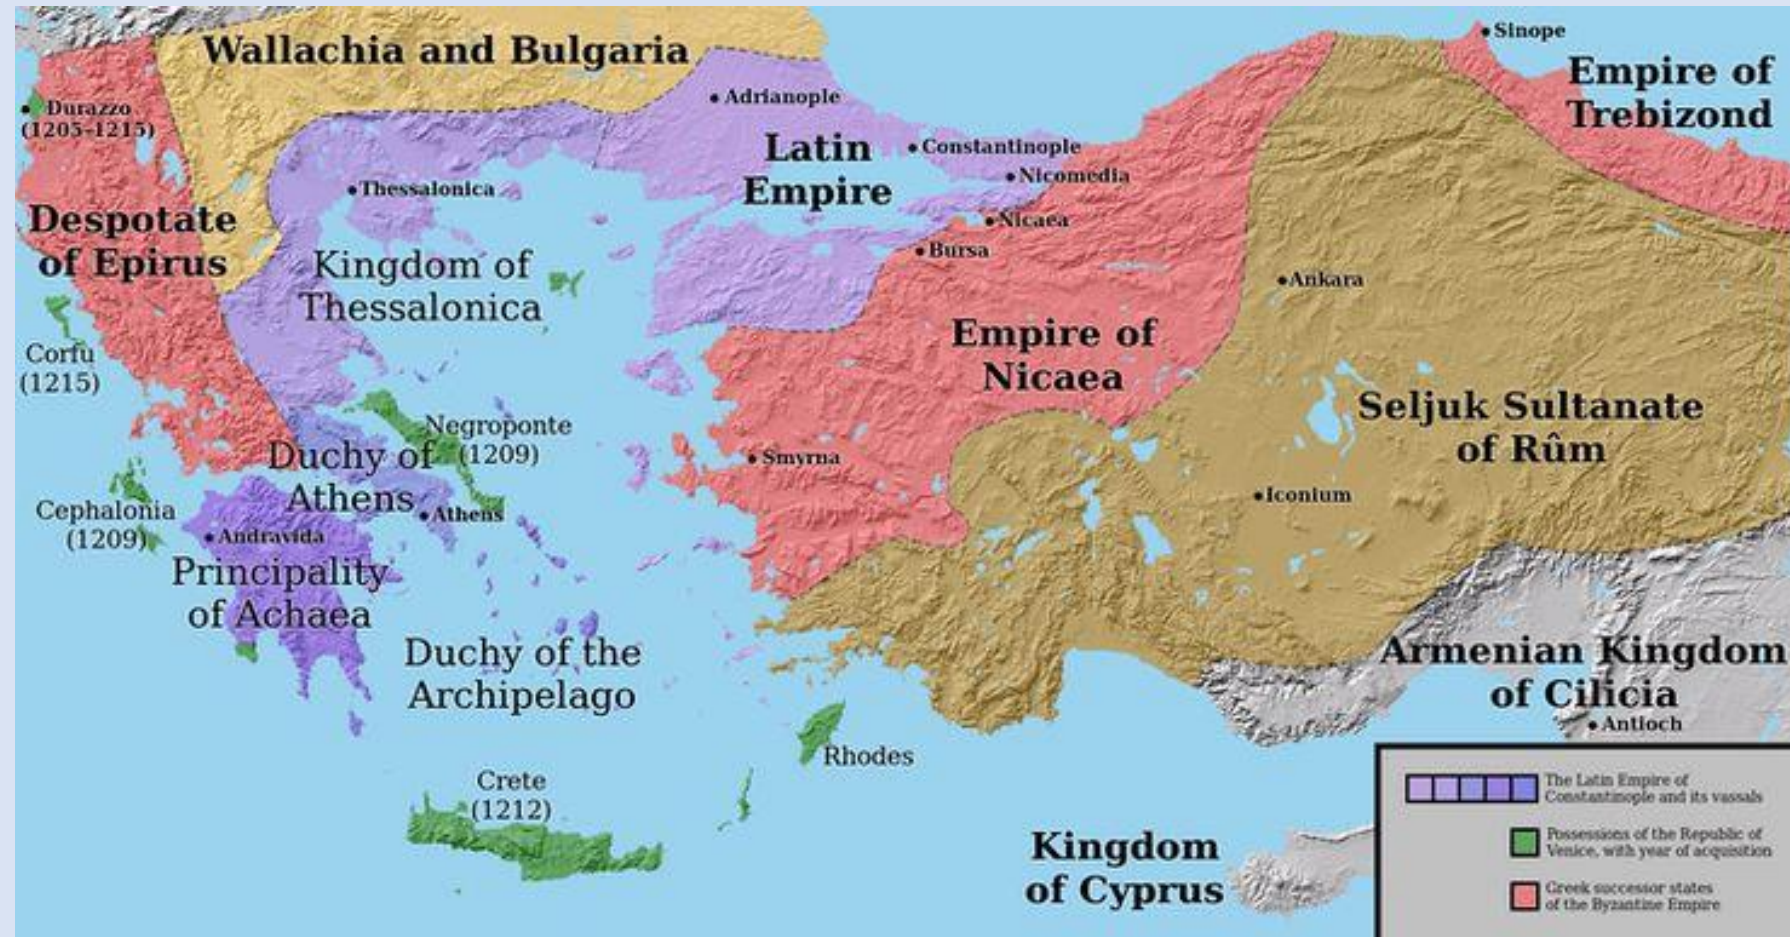 Wallachia and Bulgaria
Sinope
Empire of
Trebizond
Durazzo
(1205-1215)
Adrianople
Latin
Empire
Constantinople
Nicomedia
Thessalonica
Nicaea
Bursa
Despotate
of Epirus
Kingdom of
Thessalonica
Ankara
Empire of
Nicaea
Corfu
(1215)
Seljuk Sultanate
of Rûm
Negroponte
(1209)
Duchy of
Athens
Smyrna
Iconium
Cephalonia
(1209)
Athens
Andravida
Principality
of Achaea
Duchy of the
Archipelago
Armenian Kingdom
of Cilicia
Antioch
Rhodes
Crete
(1212)
Kingdom
of Cyprus
The Latin Empire of
Constantinople and its vassals
Possessions of the Republic of
Venice, with year of acquisition
Greek successor states
of the Byzantine Empire